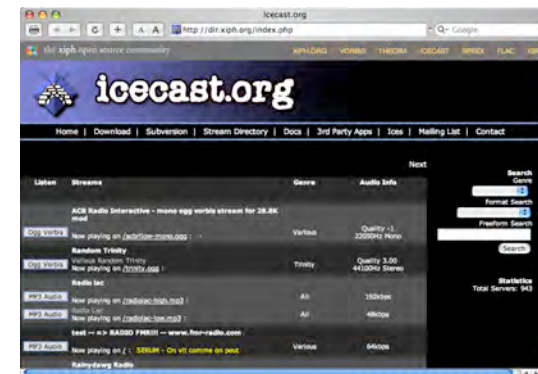 icecast.org
http://dir.xiph.org/index.php
Google
the xiph open source community
XIPH.ORG VORBIS THEORA ICECAST SPEEX FLAC
icecast.org
Home | Download | Subversion | Stream Directory | Docs | 3rd Party Apps | Ices | Mailing List | Contact
Next
Listen Streams Genre Audio Info
ACB Radio Interactive - mono ogg vorbis stream for 28.8K
mod
Ogg Vorbis Now playing on /acbrilow-mono.ogg : Various Quality -1
22050Hz Mono
Random Trinity
Various Random Trinity
Ogg Vorbis Now playing on /trinity.ogg : Trinity Quality 3.00
44100Hz Stereo
Radio lac
MP3 Audio Now playing on /radiolac-high.mp3 : All 192kbps
Radio Lac
MP3 Audio Now playing on /radiolac-low.mp3 : All 48kbps
test -- => RADIO FMR!!! -- www.fmr-radio.com
MP3 Audio Now playing on / : SERUM - On vit comme on peut Various 64kbps
Rainydawg Radio
Search
Genre
Format Search
Freeform Search
Search
Statistics
Total Servers: 943